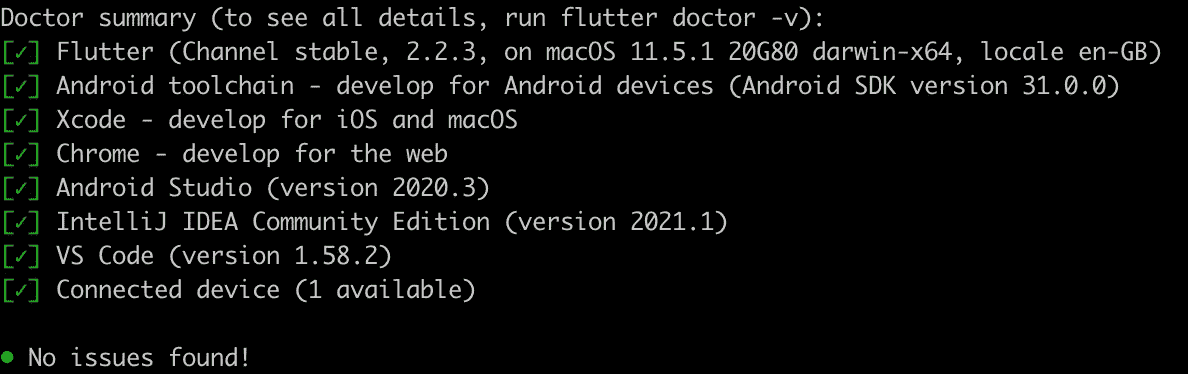 Doctor summary (to see all details, run flutter doctor -v):
[✓] Flutter (Channel stable, 2.2.3, on macOS 11.5.1 20G80 darwin-x64, locale en-GB)
[✓] Android toolchain - develop for Android devices (Android SDK version 31.0.0)
[✓] Xcode - develop for iOS and macOS
[✓] Chrome - develop for the web
[✓] Android Studio (version 2020.3)
[✓] IntelliJ IDEA Community Edition (version 2021.1)
[✓] VS Code (version 1.58.2)
[✓] Connected device (1 available)
• No issues found!